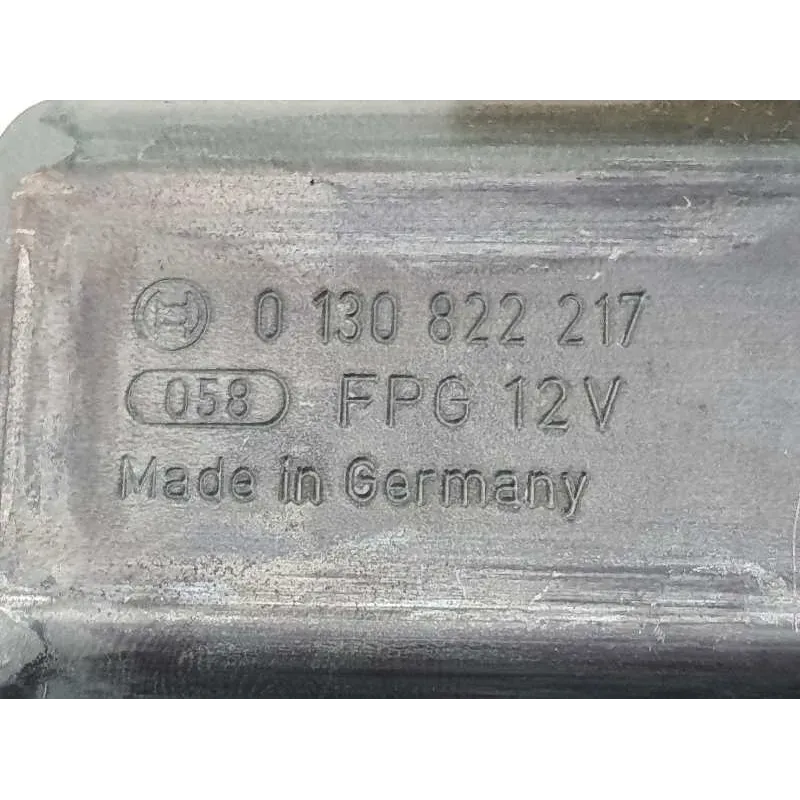 0 130 822 217
058 FPG 12V
Made in Germany